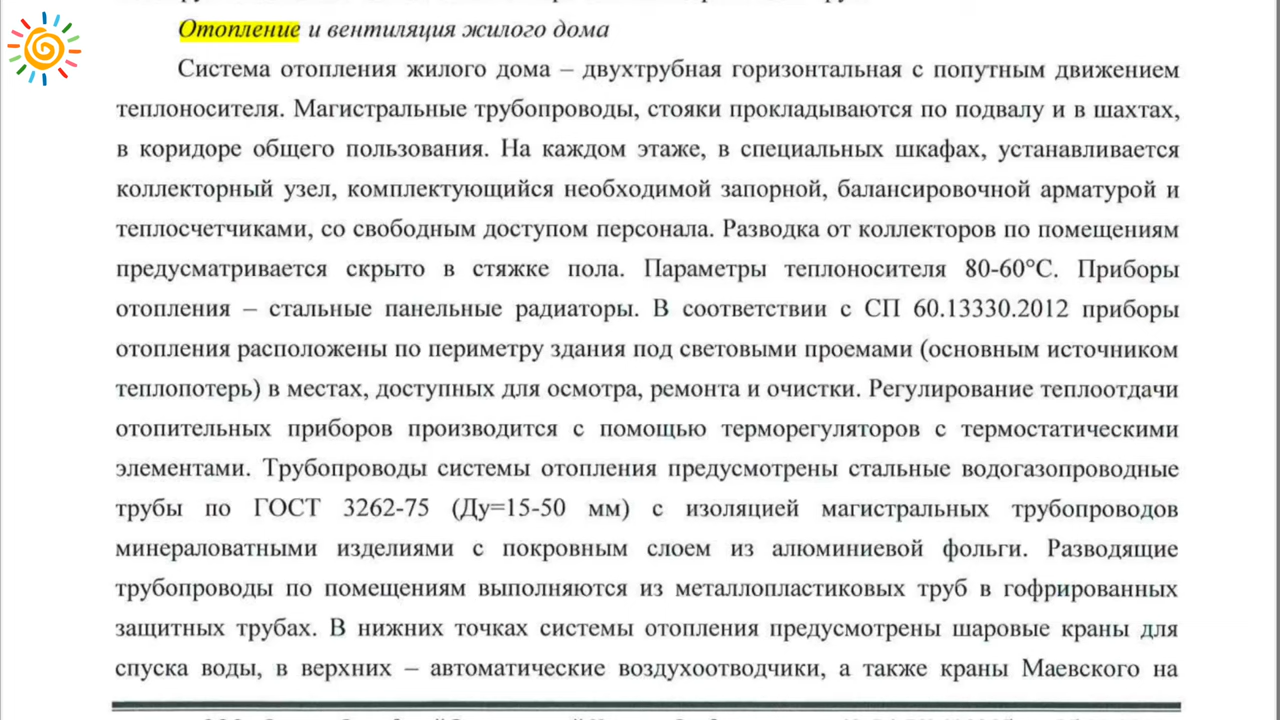 Отопление и вентиляция жилого дома
Система отопления жилого дома – двухтрубная горизонтальная с попутным движением
теплоносителя. Магистральные трубопроводы, стояки прокладываются по подвалу и в шахтах,
в коридоре общего пользования. На каждом этаже, в специальных шкафах, устанавливается
коллекторный узел, комплектующийся необходимой запорной, балансировочной арматурой и
теплосчетчиками, со свободным доступом персонала. Разводка от коллекторов по помещениям
предусматривается скрыто в стяжке пола. Параметры теплоносителя 80-60°С. Приборы
отопления – стальные панельные радиаторы. В соответствии с СП 60.13330.2012 приборы
отопления расположены по периметру здания под световыми проемами (основным источником
теплопотерь) в местах, доступных для осмотра, ремонта и очистки. Регулирование теплоотдачи
отопительных приборов производится с помощью терморегуляторов с термостатическими
элементами. Трубопроводы системы отопления предусмотрены стальные водогазопроводные
трубы по ГОСТ 3262-75 (Ду=15-50 мм) с изоляцией магистральных трубопроводов
минераловатными изделиями с покровным слоем из алюминиевой фольги. Разводящие
трубопроводы по помещениям выполняются из металлопластиковых труб в гофрированных
защитных трубах. В нижних точках системы отопления предусмотрены шаровые краны для
спуска воды, в верхних – автоматические воздухоотводчики, а также краны Маевского на